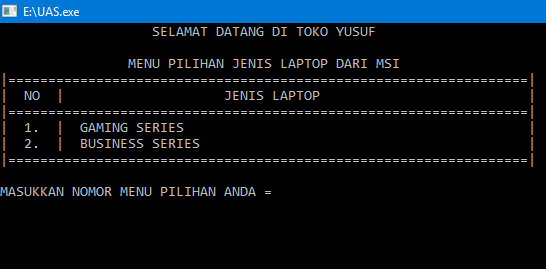 E:\UAS.exe
SELAMAT DATANG DI TOKO YUSUF
MENU PILIHAN JENIS LAPTOP DARI MSI
|=================================================================|
|  NO  |                    JENIS LAPTOP                          |
|=================================================================|
|  1.  |  GAMING SERIES                                           |
|  2.  |  BUSINESS SERIES                                         |
|=================================================================|
MASUKKAN NOMOR MENU PILIHAN ANDA =